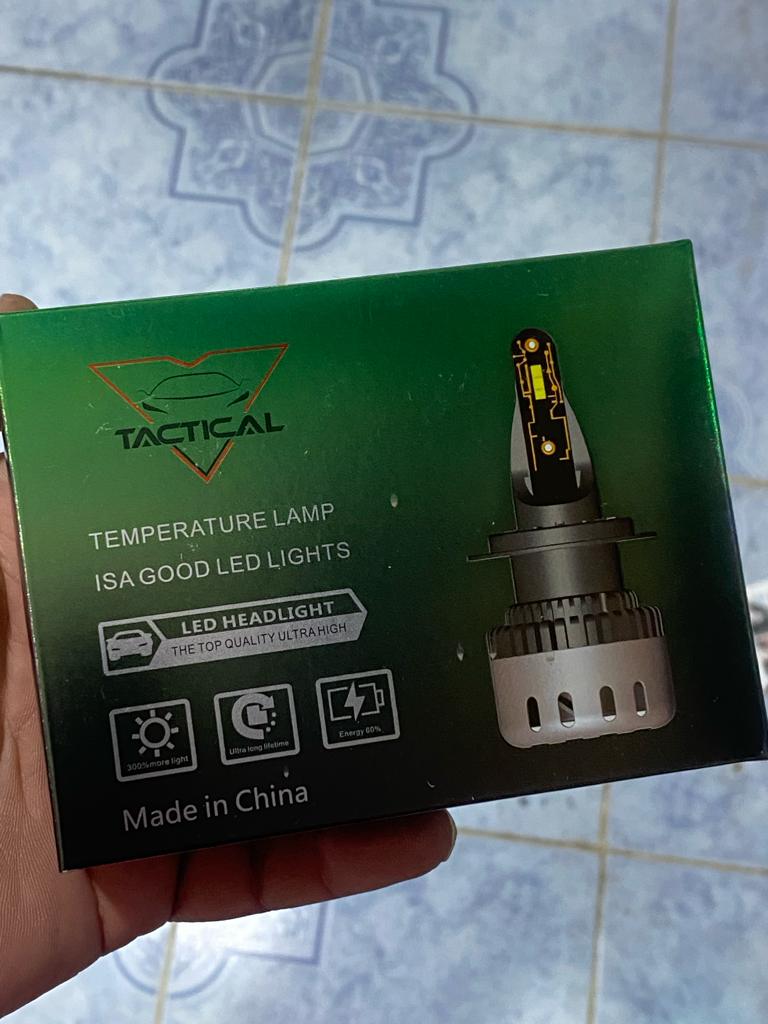 TACTICAL
TEMPERATURE LAMP
ISA GOOD LED LIGHTS
LED HEADLIGHT
THE TOP QUALITY ULTRA HIGH
300%more light
Ultra long lifetime
Energy 60%
Made in China